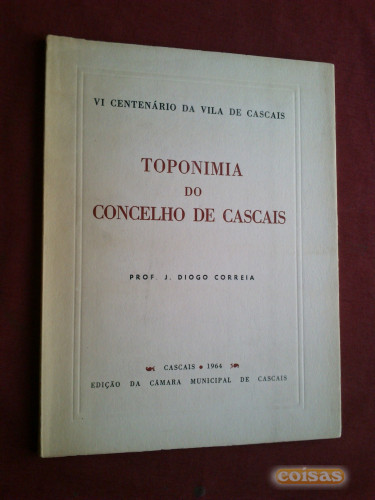 VI CENTENÁRIO DA VILA DE CASCAIS
TOPONIMIA
DO
CONCELHO DE CASCAIS
PROF. J. DIOGO CORREIA
CASCAIS • 1964
EDIÇÃO DA CÂMARA MUNICIPAL DE CASCAIS
coisas